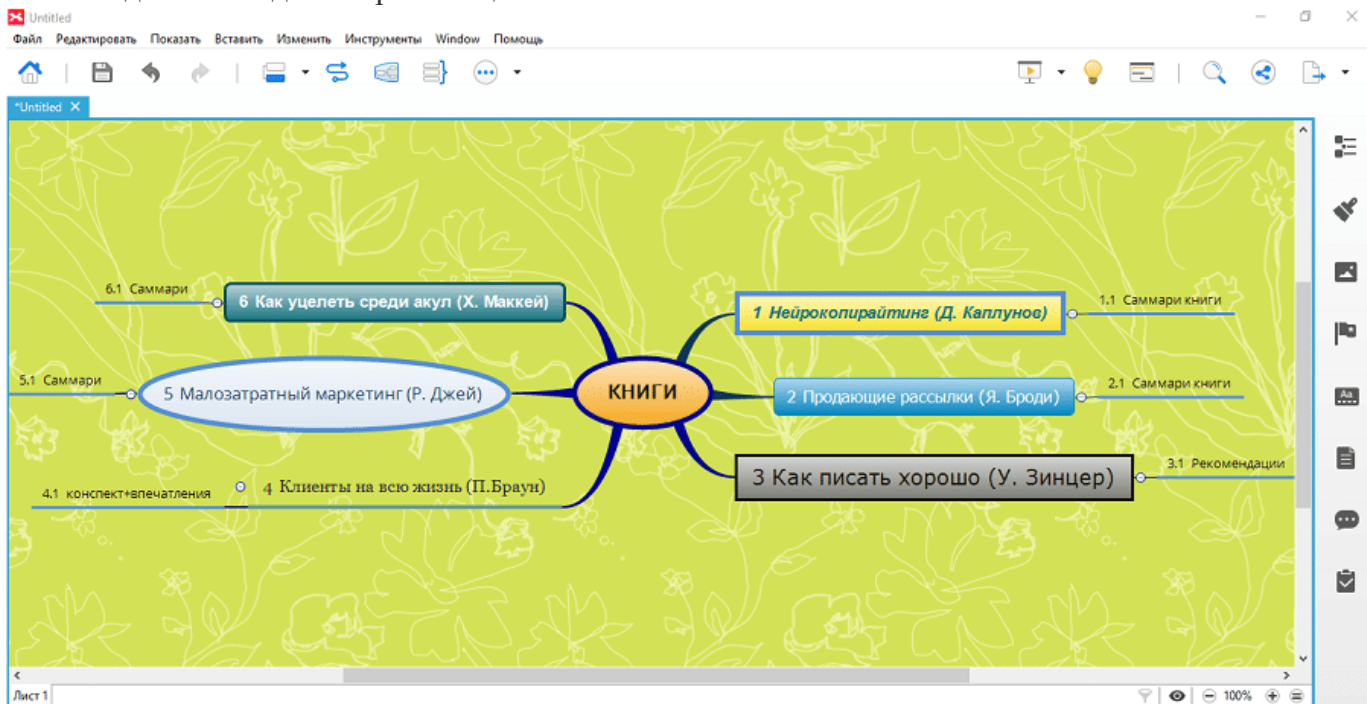 Untitled
Файл Редактировать Показать Вставить Изменить Инструменты Window Помощь
*Untitled
6.1 Саммари
6 Как уцелеть среди акул (Х. Маккей)
1 Нейрокопирайтинг (Д. Каплунов)
1.1 Саммари книги
5.1 Саммари
5 Малозатратный маркетинг (Р. Джей)
КНИГИ
2 Продающие рассылки (Я. Броди)
2.1 Саммари книги
4.1 конспект+впечатления
4 Клиенты на всю жизнь (П.Браун)
3 Как писать хорошо (У. Зинцер)
3.1 Рекомендации
Aa
Лист 1
100%